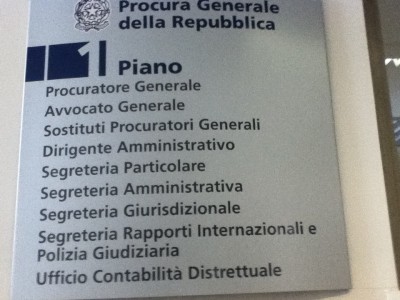 Procura Generale
della Repubblica
1 Piano
Procuratore Generale
Avvocato Generale
Sostituti Procuratori Generali
Dirigente Amministrativo
Segreteria Particolare
Segreteria Amministrativa
Segreteria Giurisdizionale
Segreteria Rapporti Internazionali e
Polizia Giudiziaria
Ufficio Contabilità Distrettuale